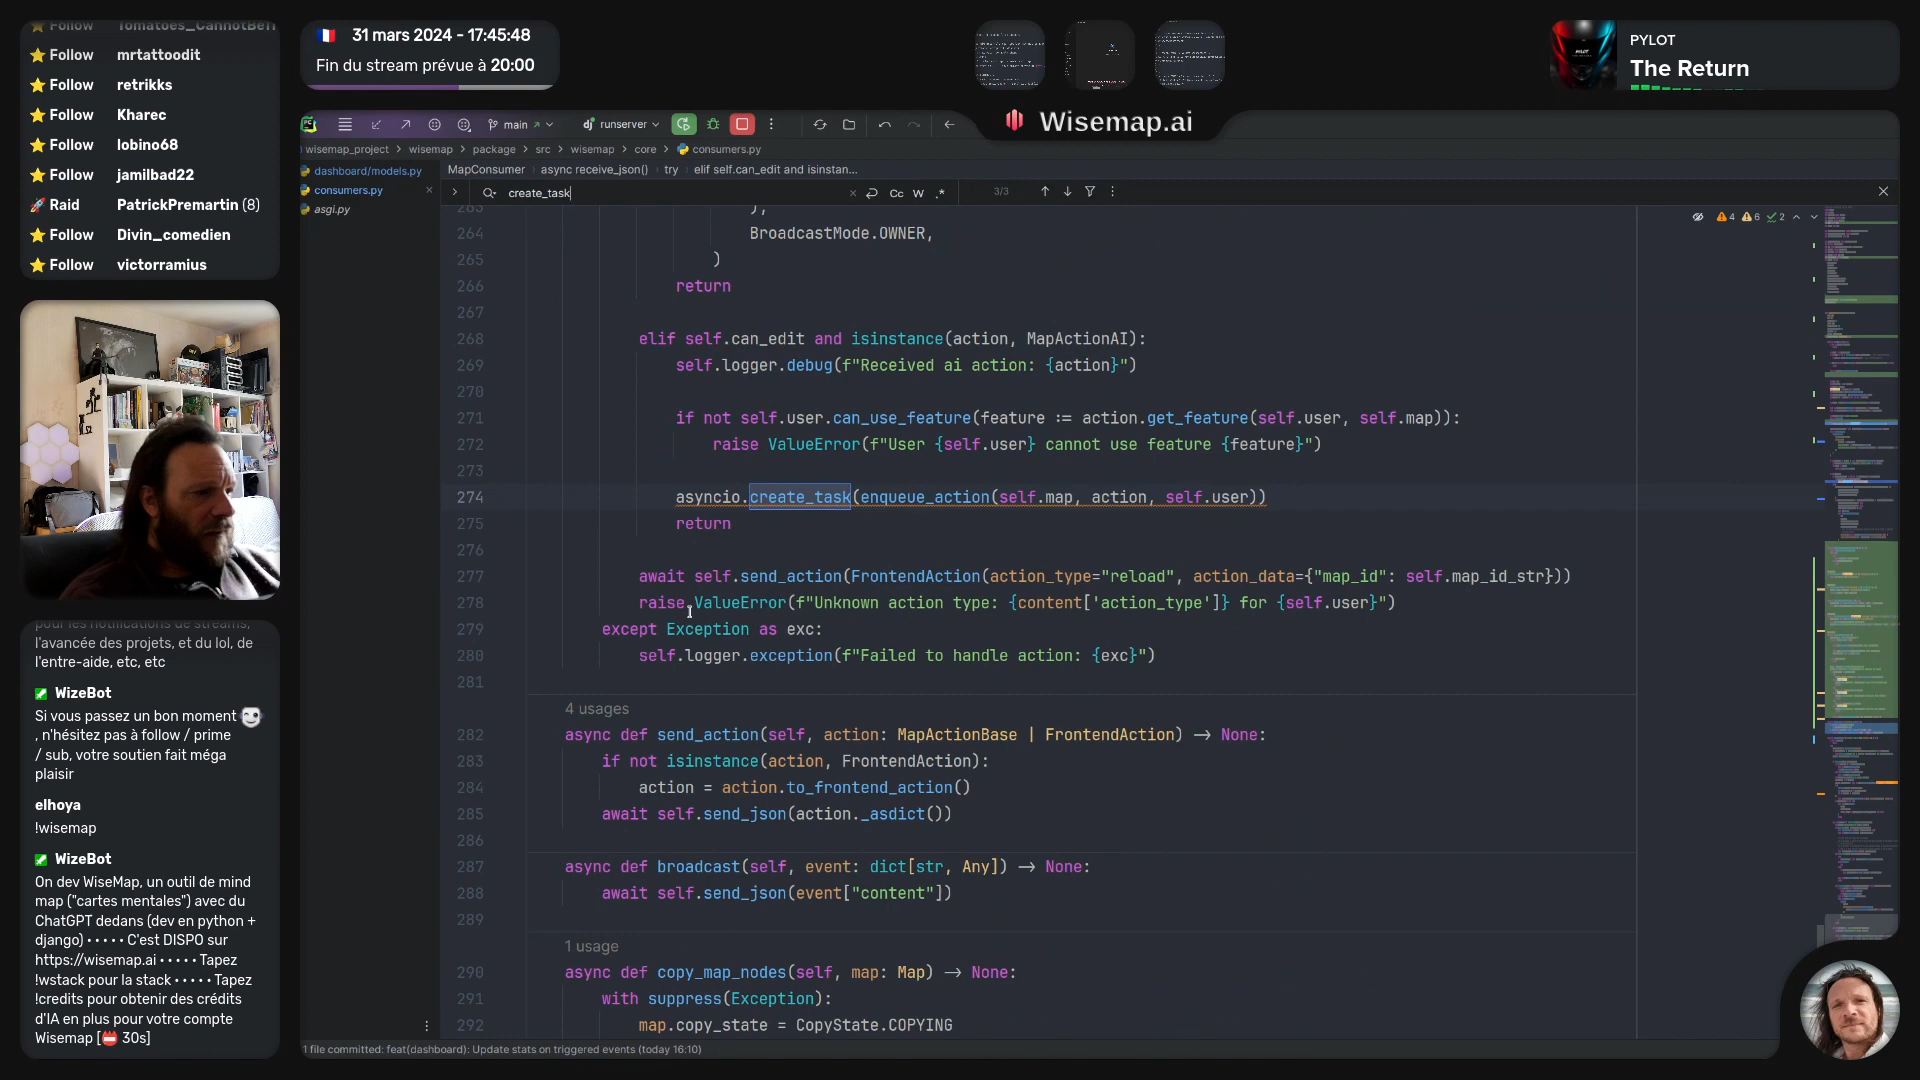 Follow Tomatoes_CannotBeFr
Follow mrtattoodit
Follow retrikks
Follow Kharec
Follow lobino68
Follow jamilbad22
Raid PatrickPremartin (8)
Follow Divin_comedien
Follow victorramius
31 mars 2024 - 17:45:48
Fin du stream prévue à 20:00
PYLOT
The Return
Wisemap.ai
main
runserver
wisemap_project > wisemap > package > src > wisemap > core > consumers.py
dashboard/models.py
consumers.py
asgi.py
MapConsumer > async receive_json() > try > elif self.can_edit and isinstan...
create_task
Cc W .*
3/3
4 6 2
263 ),
264 BroadcastMode.OWNER,
265 )
266 return
267
268 elif self.can_edit and isinstance(action, MapActionAI):
269 self.logger.debug(f"Received ai action: {action}")
270
271 if not self.user.can_use_feature(feature := action.get_feature(self.user, self.map)):
272 raise ValueError(f"User {self.user} cannot use feature {feature}")
273
274 asyncio.create_task(enqueue_action(self.map, action, self.user))
275 return
276
277 await self.send_action(FrontendAction(action_type="reload", action_data={"map_id": self.map_id_str}))
278 raise ValueError(f"Unknown action type: {content['action_type']} for {self.user}")
279 except Exception as exc:
280 self.logger.exception(f"Failed to handle action: {exc}")
281
4 usages
282 async def send_action(self, action: MapActionBase | FrontendAction) -> None:
283 if not isinstance(action, FrontendAction):
284 action = action.to_frontend_action()
285 await self.send_json(action._asdict())
286
287 async def broadcast(self, event: dict[str, Any]) -> None:
288 await self.send_json(event["content"])
289
1 usage
290 async def copy_map_nodes(self, map: Map) -> None:
291 with suppress(Exception):
292 map.copy_state = CopyState.COPYING
1 file committed: feat(dashboard): Update stats on triggered events (today 16:10)
pour les notifications de streams,
l'avancée des projets, et du lol, de
l'entre-aide, etc, etc
WizeBot
Si vous passez un bon moment
, n'hésitez pas à follow / prime
/ sub, votre soutien fait méga
plaisir
elhoya
!wisemap
WizeBot
On dev WiseMap, un outil de mind
map ("cartes mentales") avec du
ChatGPT dedans (dev en python +
django) • • • • • C'est DISPO sur
https://wisemap.ai • • • • • Tapez
!wstack pour la stack • • • • • Tapez
!credits pour obtenir des crédits
d'IA en plus pour votre compte
Wisemap [📛 30s]